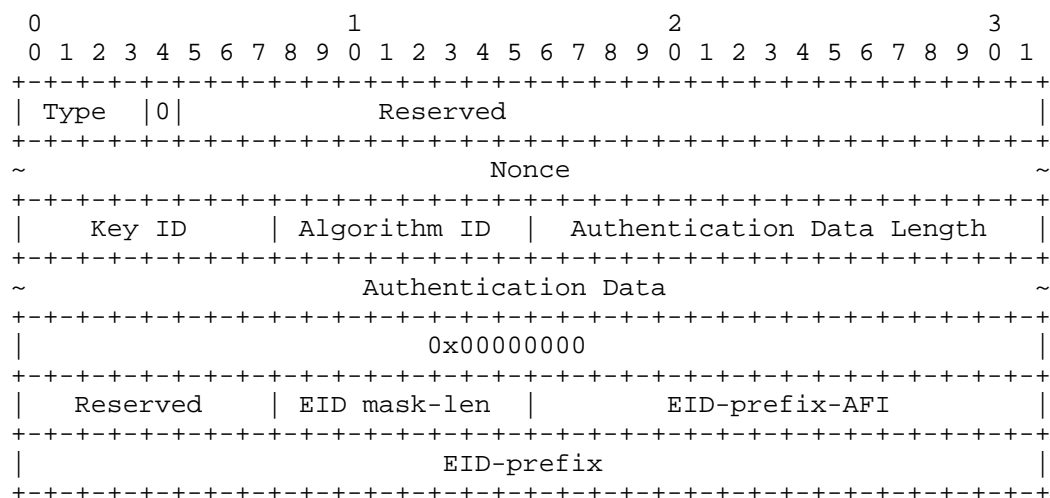 0                   1                   2                   3
 0 1 2 3 4 5 6 7 8 9 0 1 2 3 4 5 6 7 8 9 0 1 2 3 4 5 6 7 8 9 0 1
+-+-+-+-+-+-+-+-+-+-+-+-+-+-+-+-+-+-+-+-+-+-+-+-+-+-+-+-+-+-+-+-+
| Type  |0|            Reserved                                 |
+-+-+-+-+-+-+-+-+-+-+-+-+-+-+-+-+-+-+-+-+-+-+-+-+-+-+-+-+-+-+-+-+
~                             Nonce                             ~
+-+-+-+-+-+-+-+-+-+-+-+-+-+-+-+-+-+-+-+-+-+-+-+-+-+-+-+-+-+-+-+-+
|    Key ID     | Algorithm ID  |  Authentication Data Length   |
+-+-+-+-+-+-+-+-+-+-+-+-+-+-+-+-+-+-+-+-+-+-+-+-+-+-+-+-+-+-+-+-+
~                     Authentication Data                       ~
+-+-+-+-+-+-+-+-+-+-+-+-+-+-+-+-+-+-+-+-+-+-+-+-+-+-+-+-+-+-+-+-+
|                         0x00000000                            |
+-+-+-+-+-+-+-+-+-+-+-+-+-+-+-+-+-+-+-+-+-+-+-+-+-+-+-+-+-+-+-+-+
|   Reserved    | EID mask-len  |        EID-prefix-AFI         |
+-+-+-+-+-+-+-+-+-+-+-+-+-+-+-+-+-+-+-+-+-+-+-+-+-+-+-+-+-+-+-+-+
|                          EID-prefix                           |
+-+-+-+-+-+-+-+-+-+-+-+-+-+-+-+-+-+-+-+-+-+-+-+-+-+-+-+-+-+-+-+-+